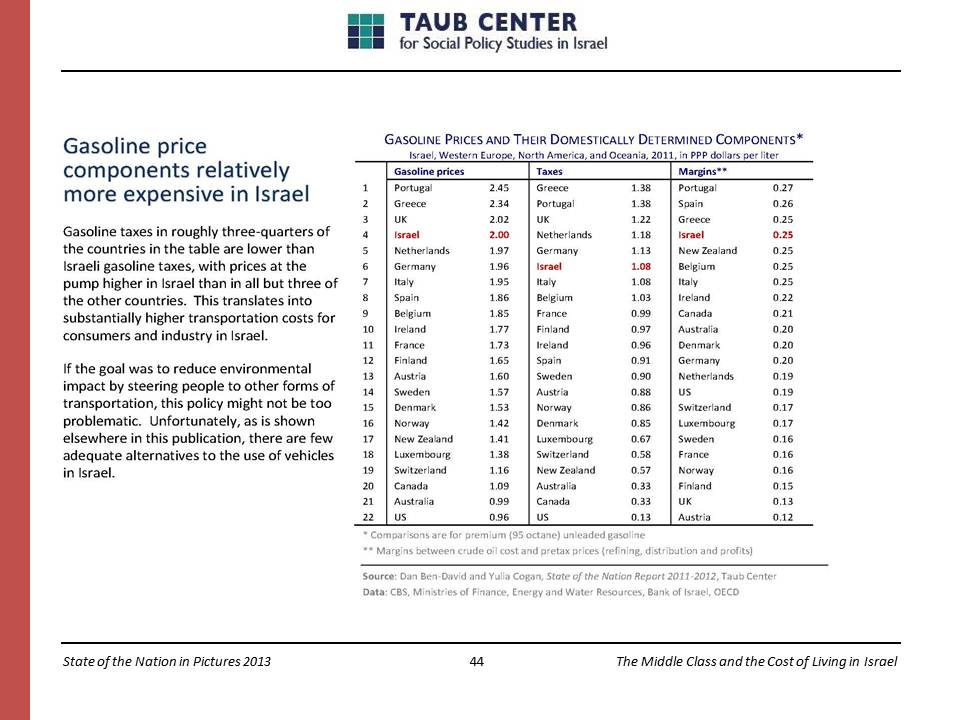 TAUB CENTER
for Social Policy Studies in Israel
Gasoline price
components relatively
more expensive in Israel
Gasoline taxes in roughly three-quarters of
the countries in the table are lower than
Israeli gasoline taxes, with prices at the
pump higher in Israel than in all but three of
the other countries. This translates into
substantially higher transportation costs for
consumers and industry in Israel.
If the goal was to reduce environmental
impact by steering people to other forms of
transportation, this policy might not be too
problematic. Unfortunately, as is shown
elsewhere in this publication, there are few
adequate alternatives to the use of vehicles
in Israel.
GASOLINE PRICES AND THEIR DOMESTICALLY DETERMINED COMPONENTS*
Israel, Western Europe, North America, and Oceania, 2011, in PPP dollars per liter
Gasoline prices Taxes Margins**
1 Portugal 2.45 Greece 1.38 Portugal 0.27
2 Greece 2.34 Portugal 1.38 Spain 0.26
3 UK 2.02 UK 1.22 Greece 0.25
4 Israel 2.00 Netherlands 1.18 Israel 0.25
5 Netherlands 1.97 Germany 1.13 New Zealand 0.25
6 Germany 1.96 Israel 1.08 Belgium 0.25
7 Italy 1.95 Italy 1.08 Italy 0.25
8 Spain 1.86 Belgium 1.03 Ireland 0.22
9 Belgium 1.85 France 0.99 Canada 0.21
10 Ireland 1.77 Finland 0.97 Australia 0.20
11 France 1.73 Ireland 0.96 Denmark 0.20
12 Finland 1.65 Spain 0.91 Germany 0.20
13 Austria 1.60 Sweden 0.90 Netherlands 0.19
14 Sweden 1.57 Austria 0.88 US 0.19
15 Denmark 1.53 Norway 0.86 Switzerland 0.17
16 Norway 1.42 Denmark 0.85 Luxembourg 0.17
17 New Zealand 1.41 Luxembourg 0.67 Sweden 0.16
18 Luxembourg 1.38 Switzerland 0.58 France 0.16
19 Switzerland 1.16 New Zealand 0.57 Norway 0.16
20 Canada 1.09 Australia 0.33 Finland 0.15
21 Australia 0.99 Canada 0.33 UK 0.13
22 US 0.96 US 0.13 Austria 0.12
* Comparisons are for premium (95 octane) unleaded gasoline
** Margins between crude oil cost and pretax prices (refining, distribution and profits)
Source: Dan Ben-David and Yulia Cogan, State of the Nation Report 2011-2012, Taub Center
Data: CBS, Ministries of Finance, Energy and Water Resources, Bank of Israel, OECD
State of the Nation in Pictures 2013 44 The Middle Class and the Cost of Living in Israel